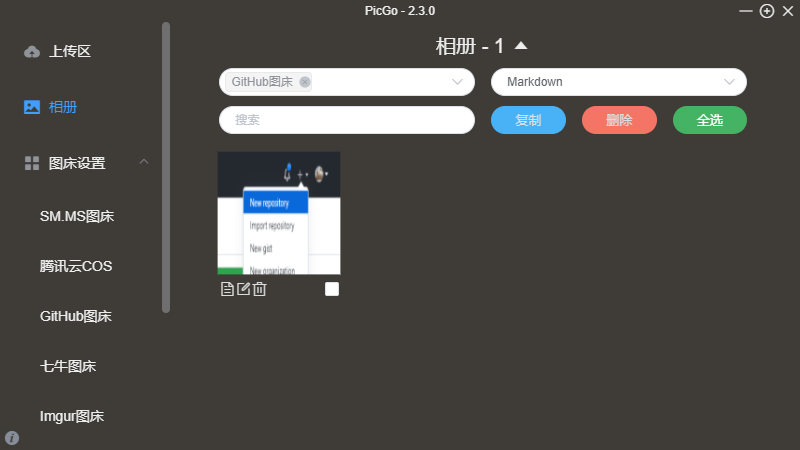 PicGo - 2.3.0
上传区
相册
图床设置
SM.MS图床
腾讯云COS
GitHub图床
七牛图床
Imgur图床
相册 - 1
GitHub图床
Markdown
搜索
复制
删除
全选
New repository
Import repository
New gist
New organization